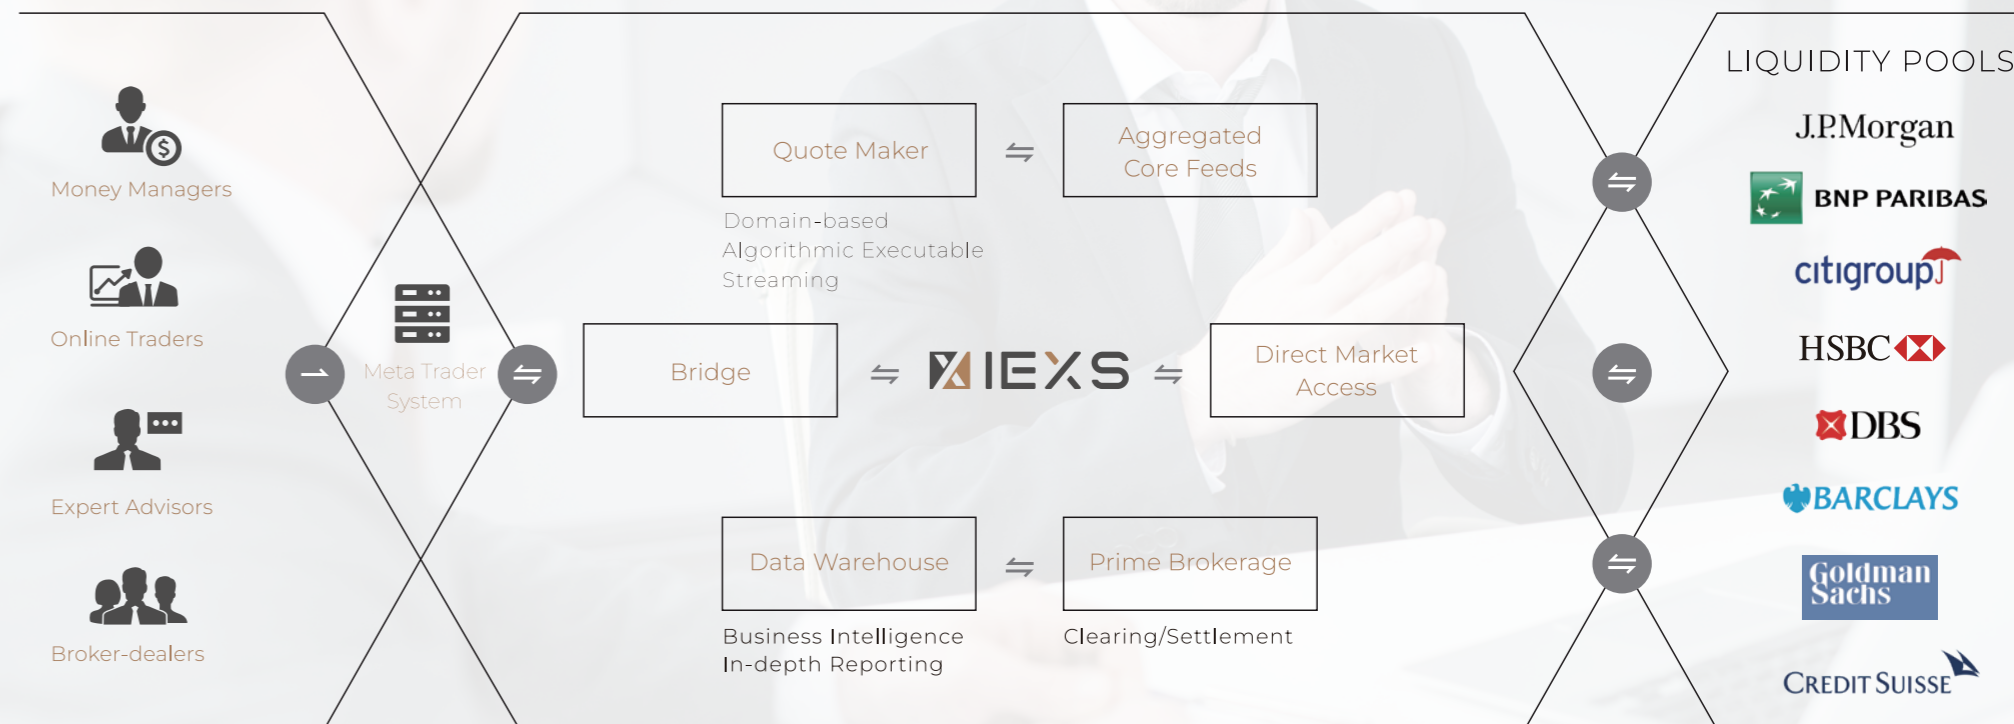 Money Managers
Online Traders
Expert Advisors
Broker-dealers
Meta Trader
System
Quote Maker
Domain-based
Algorithmic Executable
Streaming
Aggregated
Core Feeds
Bridge
IEXS
Direct Market
Access
Data Warehouse
Business Intelligence
In-depth Reporting
Prime Brokerage
Clearing/Settlement
LIQUIDITY POOLS
J.P.Morgan
BNP PARIBAS
citigroup
HSBC
DBS
BARCLAYS
Goldman
Sachs
CREDIT SUISSE